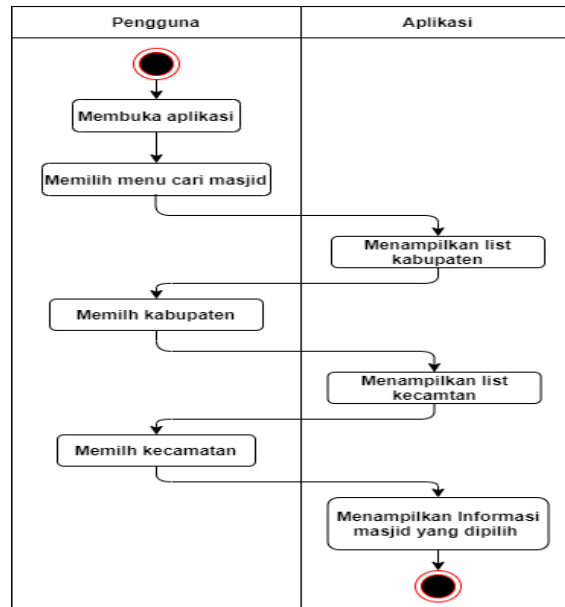 Pengguna
Aplikasi
Membuka aplikasi
Memilih menu cari masjid
Menampilkan list
kabupaten
Memilh kabupaten
Menampilkan list
kecamtan
Memilh kecamatan
Menampilkan Informasi
masjid yang dipilih